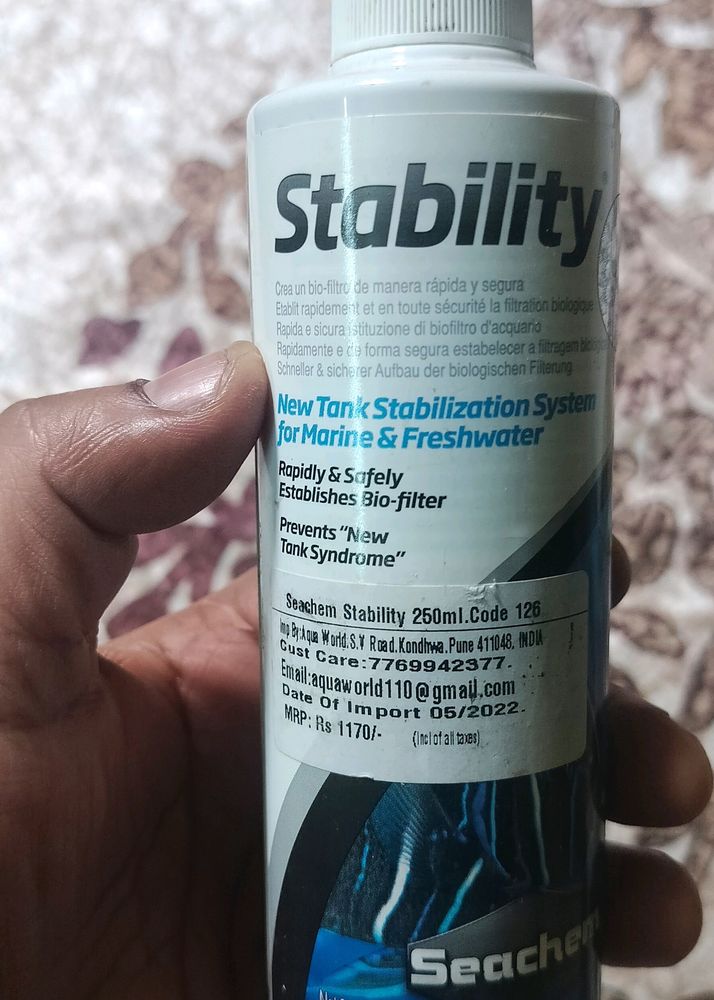 Stability
Crea un bio-filtro de manera rápida y segura
Etablit rapidement et en toute sécurité la filtration biologique
Rapida e sicura istituzione di biofiltro d'acquario
Rapidamente e de forma segura estabelecer a filtragem
Schneller & sicherer Aufbau der biologischen Filterung
New Tank Stabilization System
for Marine & Freshwater
Rapidly & Safely
Establishes Bio-filter
Prevents "New
Tank Syndrome"
Seachem Stability 250ml.Code 126
Imp By:Aqua World.S.V Road.Kondhwa.Pune 411048, INDIA
Cust Care:7769942377.
Email:aquaworld110@gmail.com
Date Of Import 05/2022.
MRP: Rs 1170/- (incl of all taxes)
Seachem